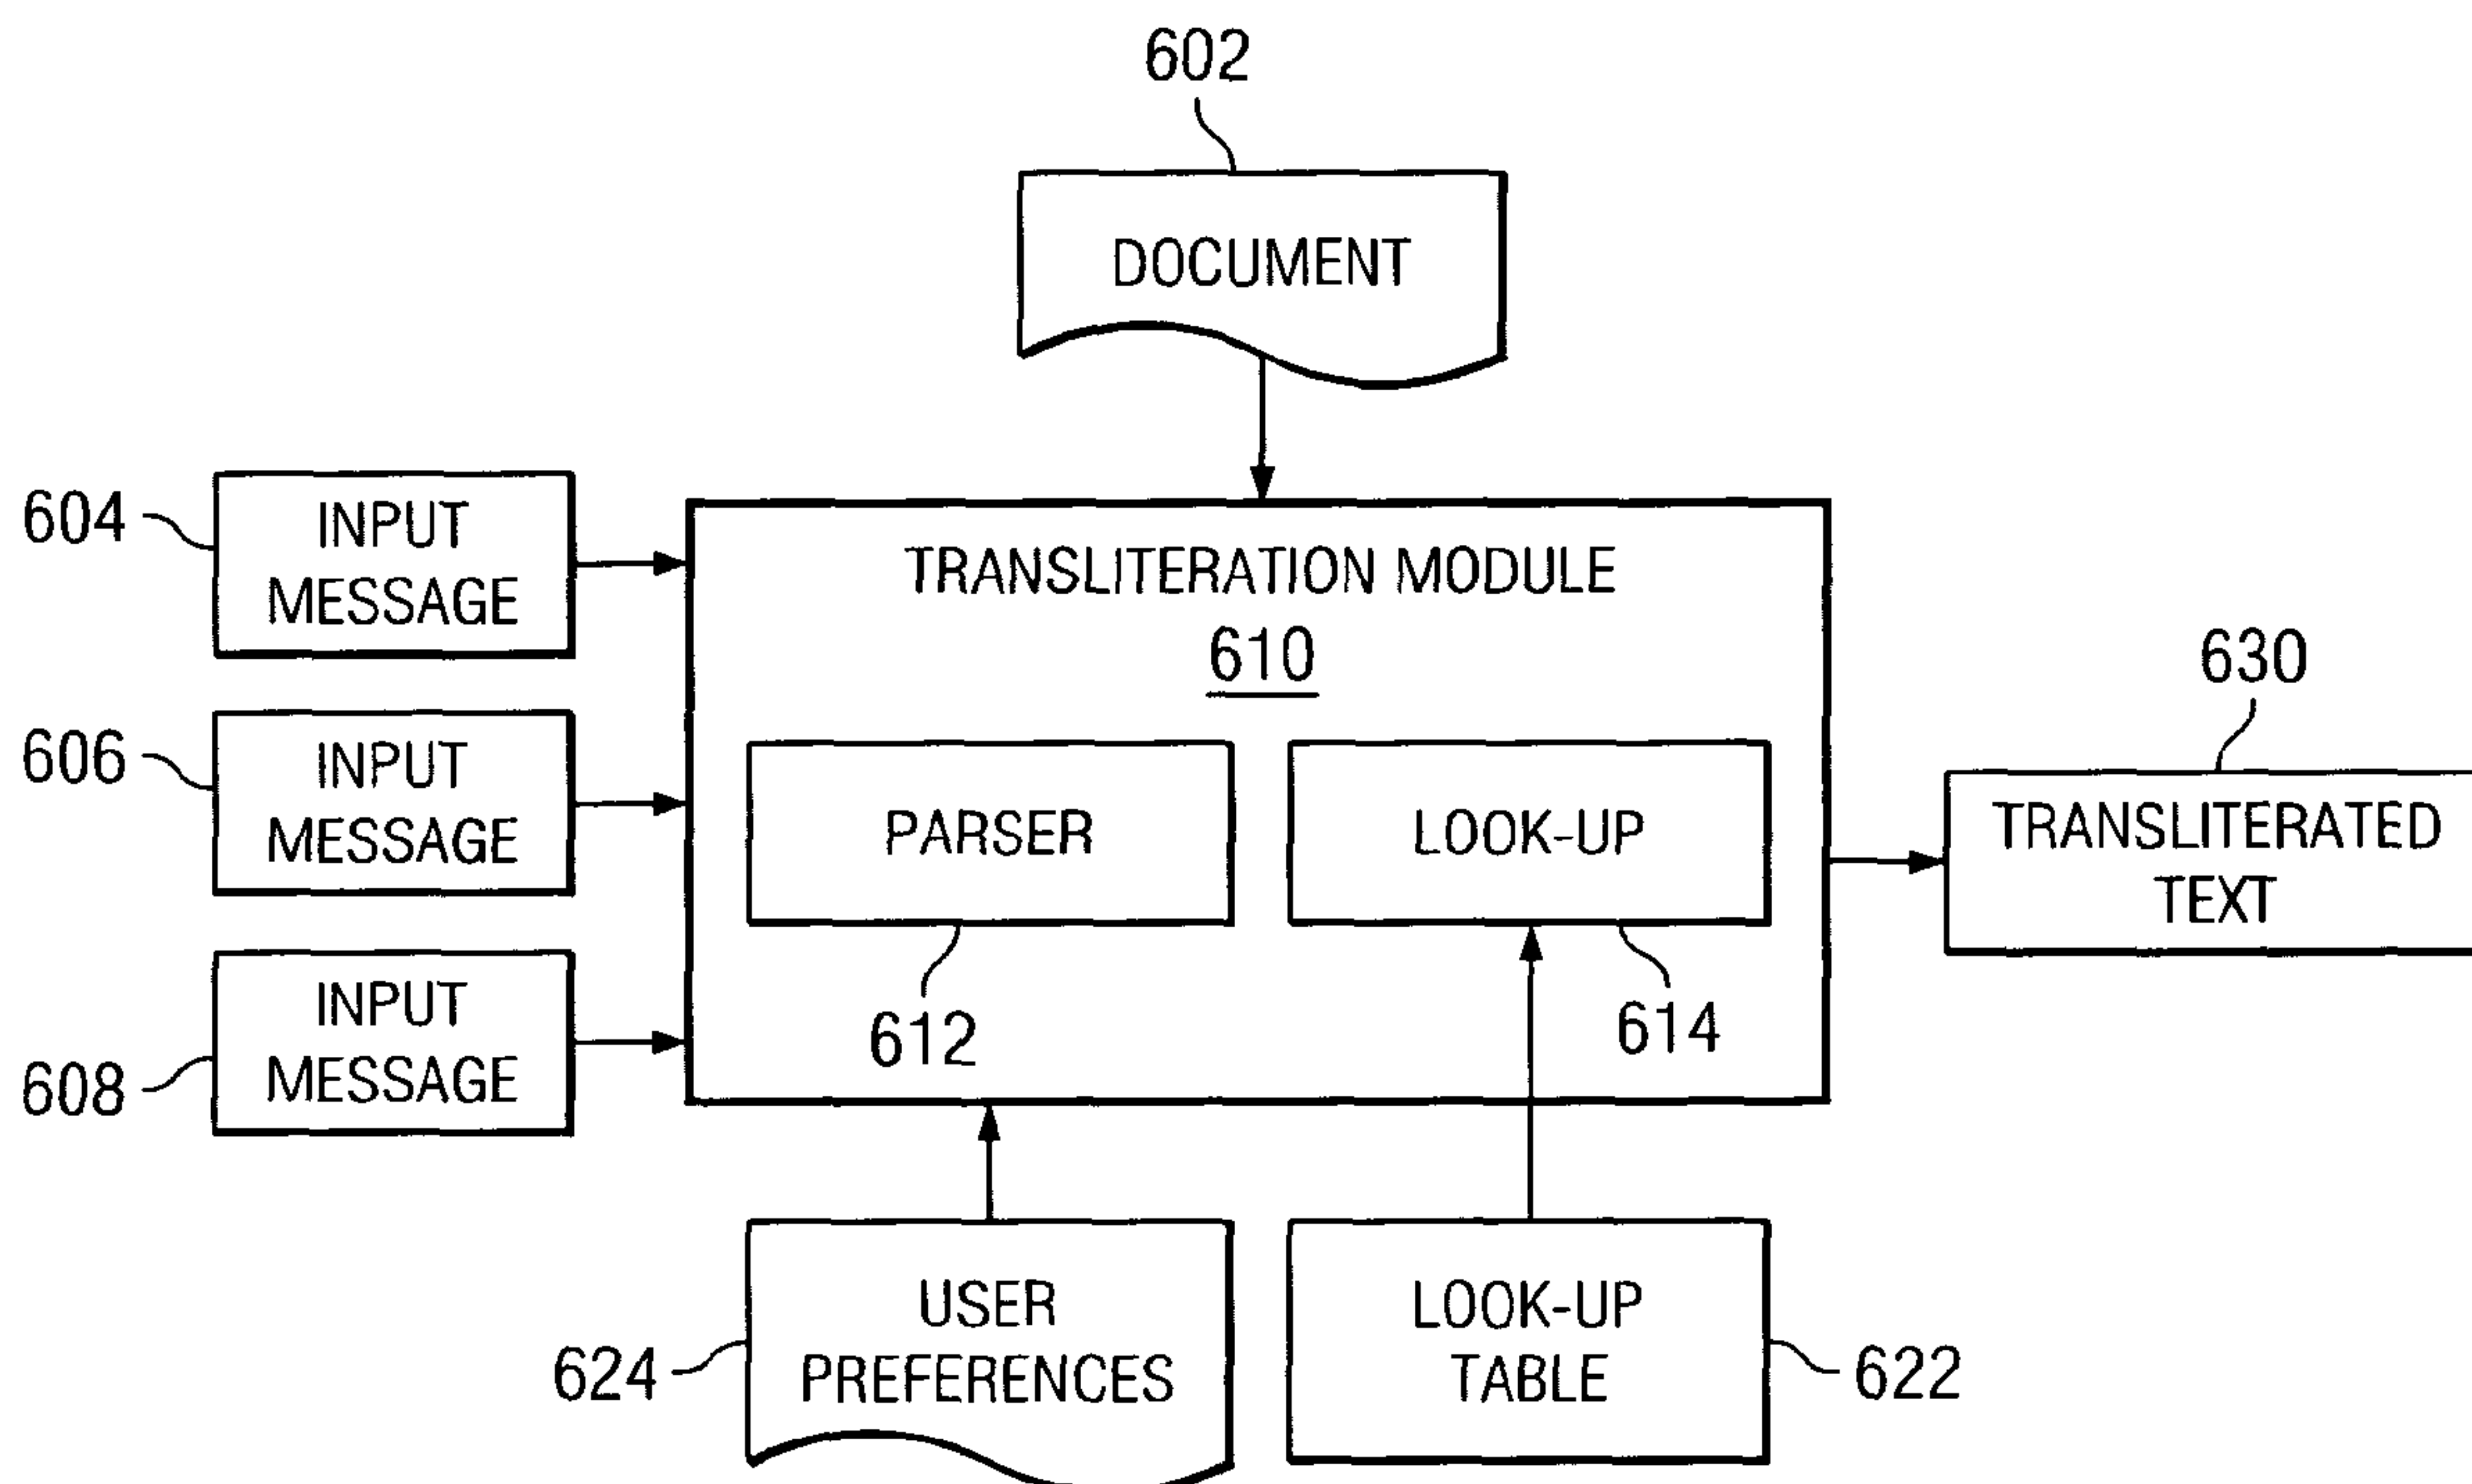 602
DOCUMENT
604
INPUT
MESSAGE
TRANSLITERATION MODULE
610
630
606
INPUT
MESSAGE
PARSER
LOOK-UP
TRANSLITERATED
TEXT
608
INPUT
MESSAGE
612
614
624
USER
PREFERENCES
LOOK-UP
TABLE
622